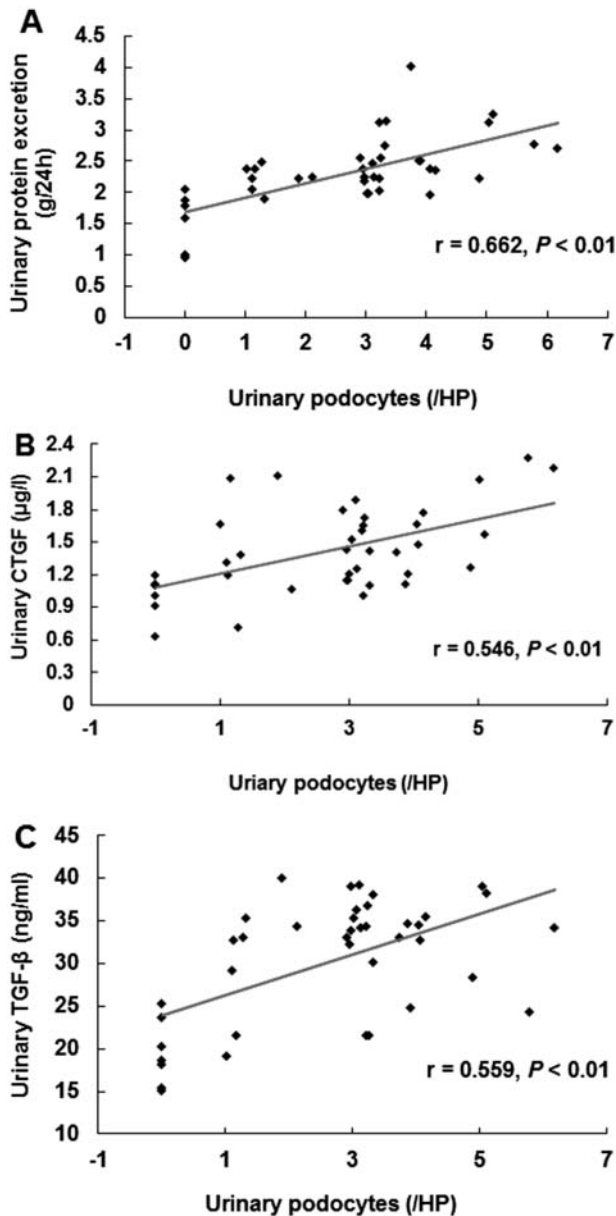 A
Urinary protein excretion
(g/24h)
4.5
4
3.5
3
2.5
2
1.5
1
0.5
0
r = 0.662, P < 0.01
-1 0 1 2 3 4 5 6 7
Urinary podocytes (/HP)
B
Urinary CTGF (µg/l)
2.4
2.1
1.8
1.5
1.2
0.9
0.6
0.3
0
r = 0.546, P < 0.01
-1 1 3 5 7
Uriary podocytes (/HP)
C
Urinary TGF-β (ng/ml)
45
40
35
30
25
20
15
10
r = 0.559, P < 0.01
-1 1 3 5 7
Urinary podocytes (/HP)